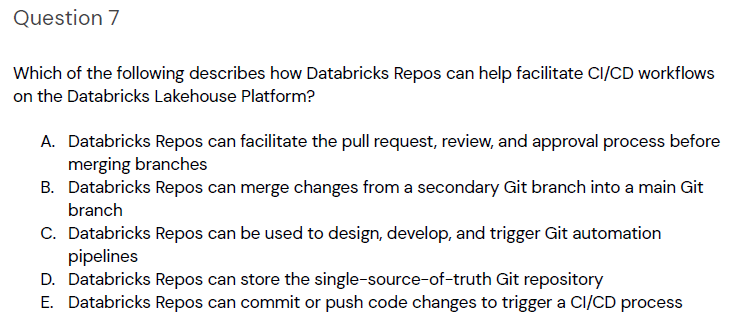 Question 7
Which of the following describes how Databricks Repos can help facilitate CI/CD workflows
on the Databricks Lakehouse Platform?
A. Databricks Repos can facilitate the pull request, review, and approval process before
merging branches
B. Databricks Repos can merge changes from a secondary Git branch into a main Git
branch
C. Databricks Repos can be used to design, develop, and trigger Git automation
pipelines
D. Databricks Repos can store the single-source-of-truth Git repository
E. Databricks Repos can commit or push code changes to trigger a CI/CD process